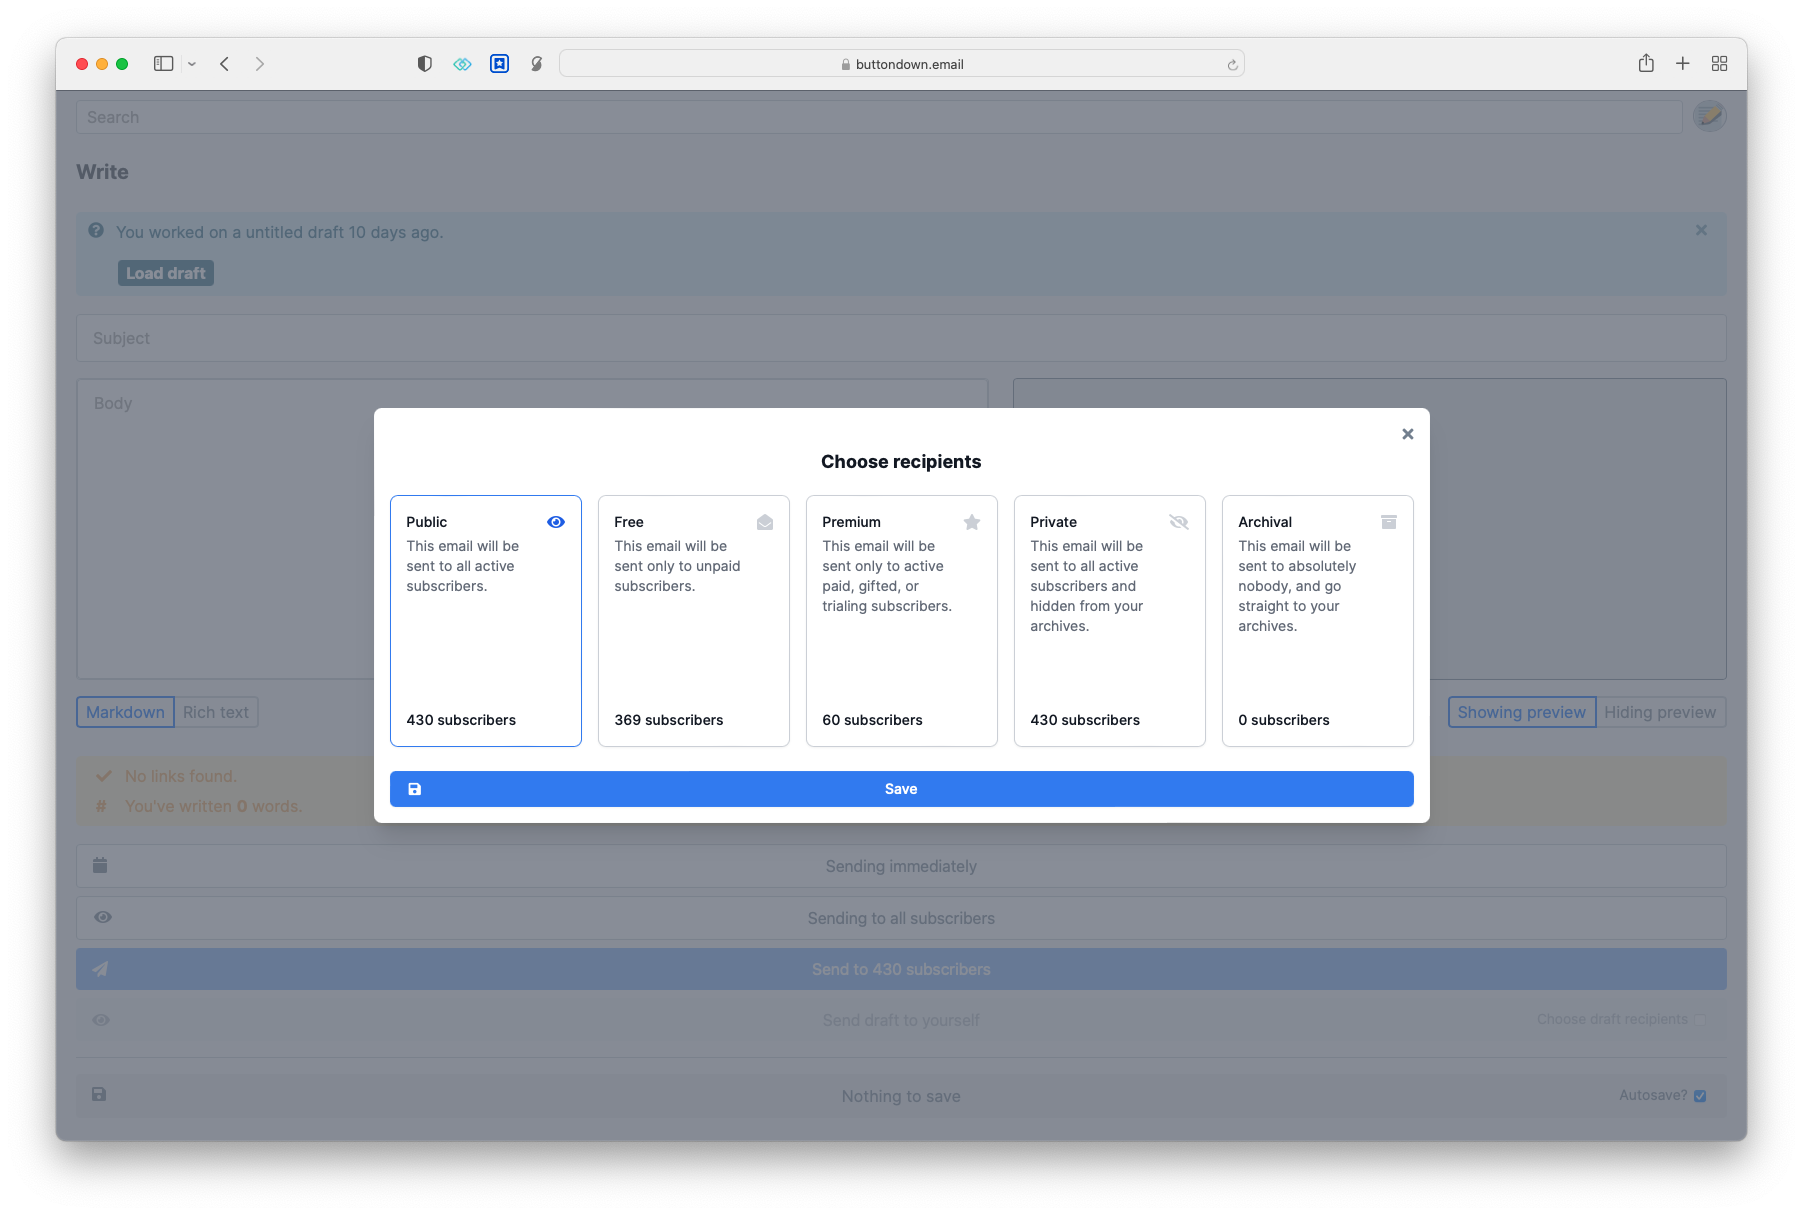 buttondown.email
Search
Write
You worked on a untitled draft 10 days ago.
Load draft
Subject
Body
Choose recipients
Public
This email will be
sent to all active
subscribers.
430 subscribers
Free
This email will be
sent only to unpaid
subscribers.
369 subscribers
Premium
This email will be
sent only to active
paid, gifted, or
trialing subscribers.
60 subscribers
Private
This email will be
sent to all active
subscribers and
hidden from your
archives.
430 subscribers
Archival
This email will be
sent to absolutely
nobody, and go
straight to your
archives.
0 subscribers
Save
Markdown Rich text
Showing preview Hiding preview
No links found.
# You've written 0 words.
Sending immediately
Sending to all subscribers
Send to 430 subscribers
Send draft to yourself
Choose draft recipients
Nothing to save
Autosave?